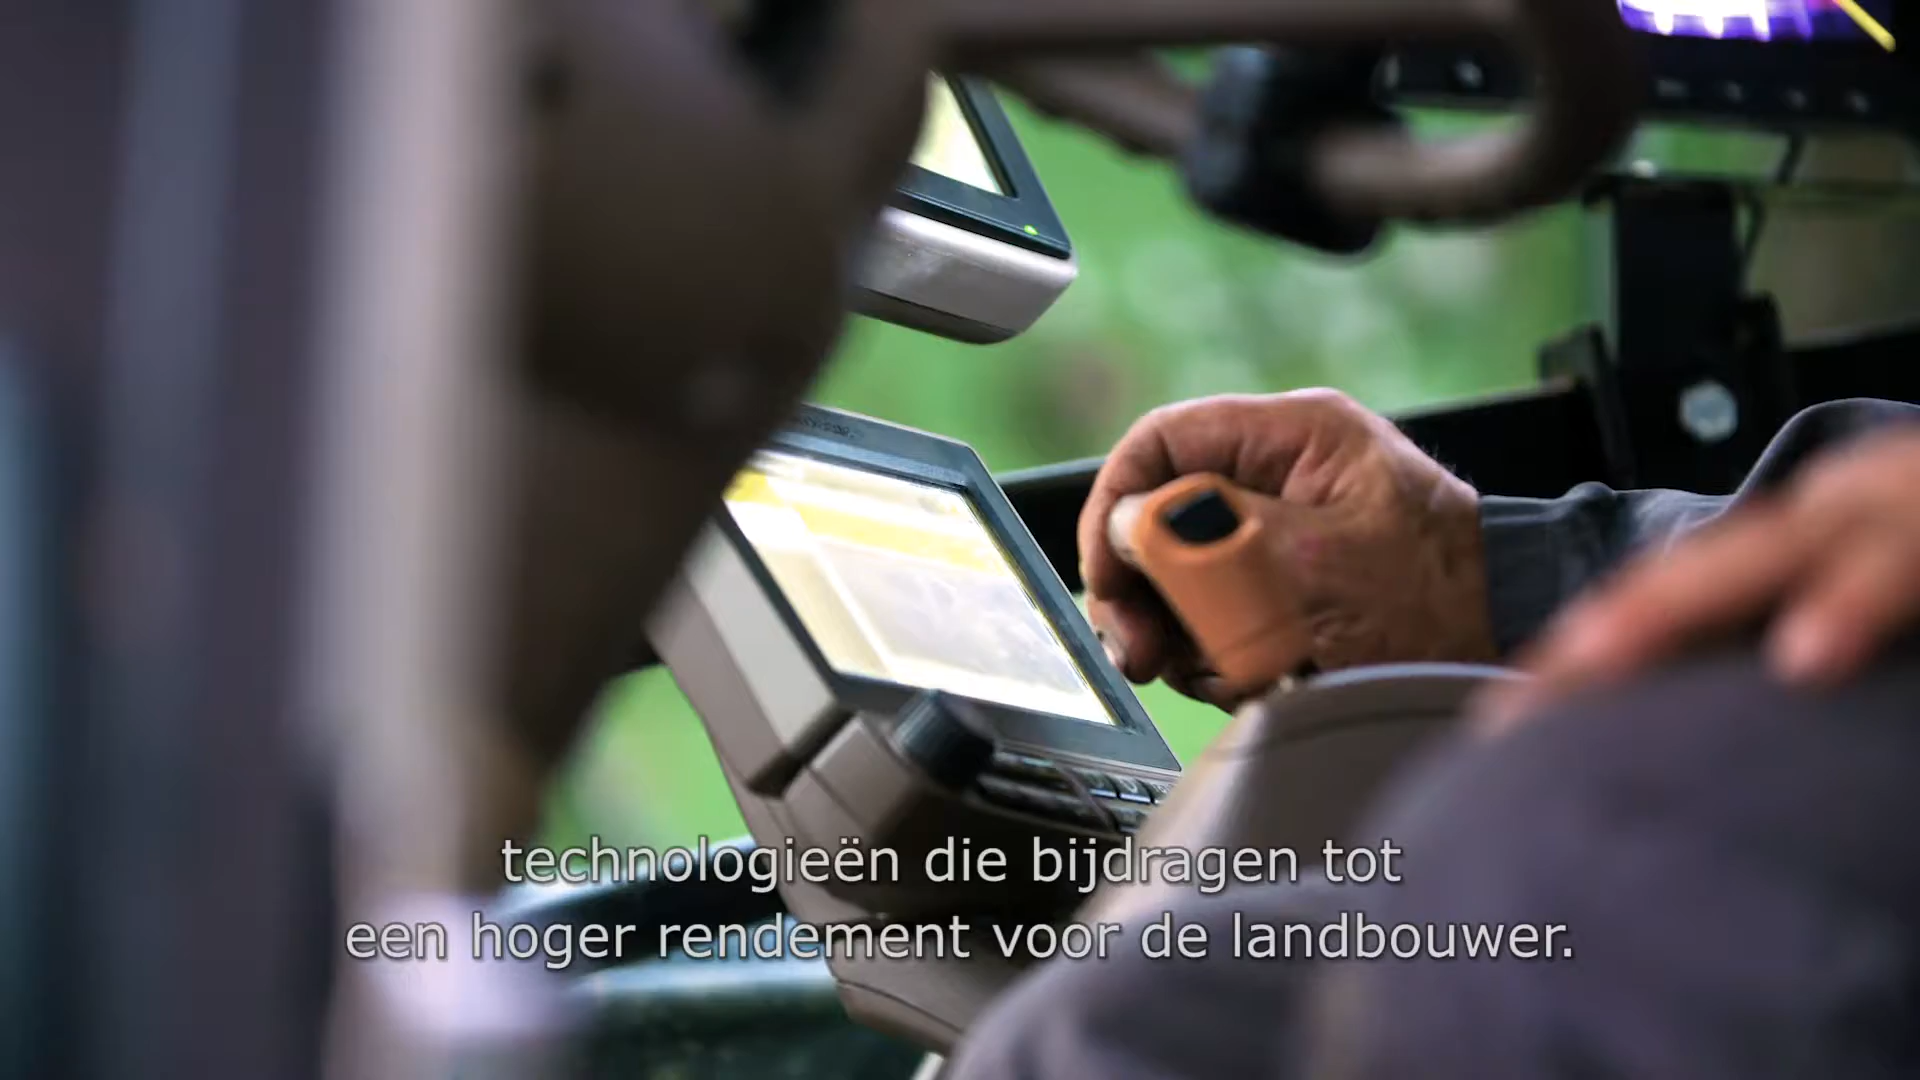 technologieën die bijdragen tot
een hoger rendement voor de landbouwer.